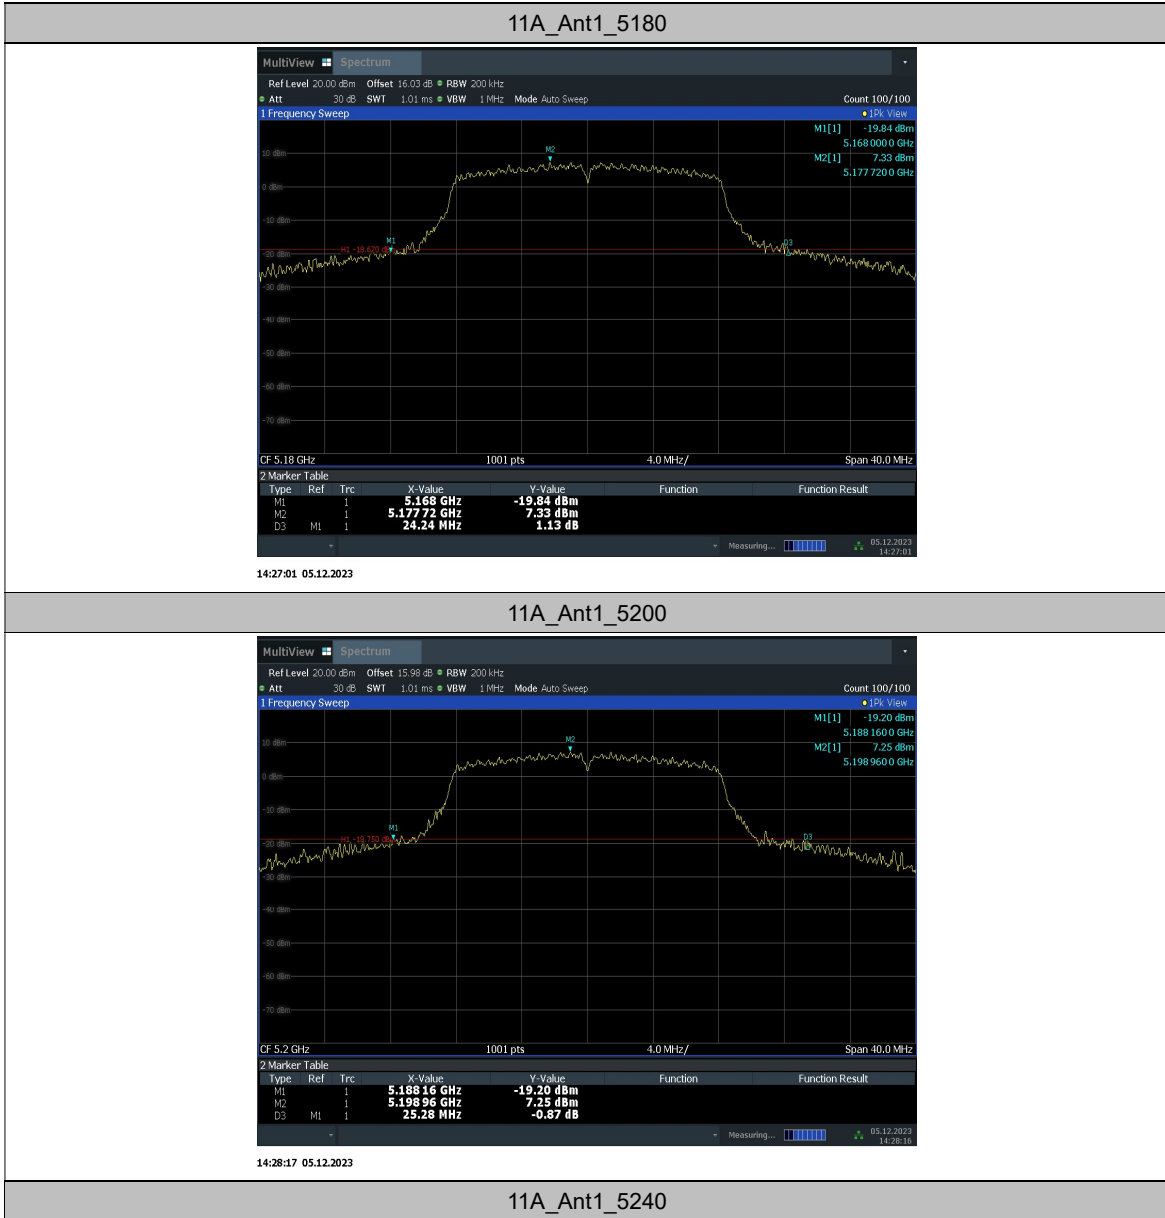 11A_Ant1_5180
MultiView Spectrum
Ref Level 20.00 dBm Offset 16.03 dB RBW 200 kHz
Att 30 dB SWT 1.01 ms VBW 1 MHz Mode Auto Sweep Count 100/100
1 Frequency Sweep 1Pk View
M1[1] -19.84 dBm
5.168 000 0 GHz
M2[1] 7.33 dBm
5.177 720 0 GHz
M2
10 dBm
0 dBm
-10 dBm
M1
D3
H1 -18.670 dBm
-20 dBm
-30 dBm
-40 dBm
-50 dBm
-60 dBm
-70 dBm
CF 5.18 GHz 1001 pts 4.0 MHz/ Span 40.0 MHz
2 Marker Table
Type Ref Trc X-Value Y-Value Function Function Result
M1 1 5.168 GHz -19.84 dBm
M2 1 5.177 72 GHz 7.33 dBm
D3 M1 1 24.24 MHz 1.13 dB
Measuring... 05.12.2023
14:27:01
14:27:01 05.12.2023
11A_Ant1_5200
MultiView Spectrum
Ref Level 20.00 dBm Offset 15.98 dB RBW 200 kHz
Att 30 dB SWT 1.01 ms VBW 1 MHz Mode Auto Sweep Count 100/100
1 Frequency Sweep 1Pk View
M1[1] -19.20 dBm
5.188 160 0 GHz
M2[1] 7.25 dBm
5.198 960 0 GHz
M2
10 dBm
0 dBm
-10 dBm
M1
D3
H1 -18.750 dBm
-20 dBm
-30 dBm
-40 dBm
-50 dBm
-60 dBm
-70 dBm
CF 5.2 GHz 1001 pts 4.0 MHz/ Span 40.0 MHz
2 Marker Table
Type Ref Trc X-Value Y-Value Function Function Result
M1 1 5.188 16 GHz -19.20 dBm
M2 1 5.198 96 GHz 7.25 dBm
D3 M1 1 25.28 MHz -0.87 dB
Measuring... 05.12.2023
14:28:16
14:28:17 05.12.2023
11A_Ant1_5240